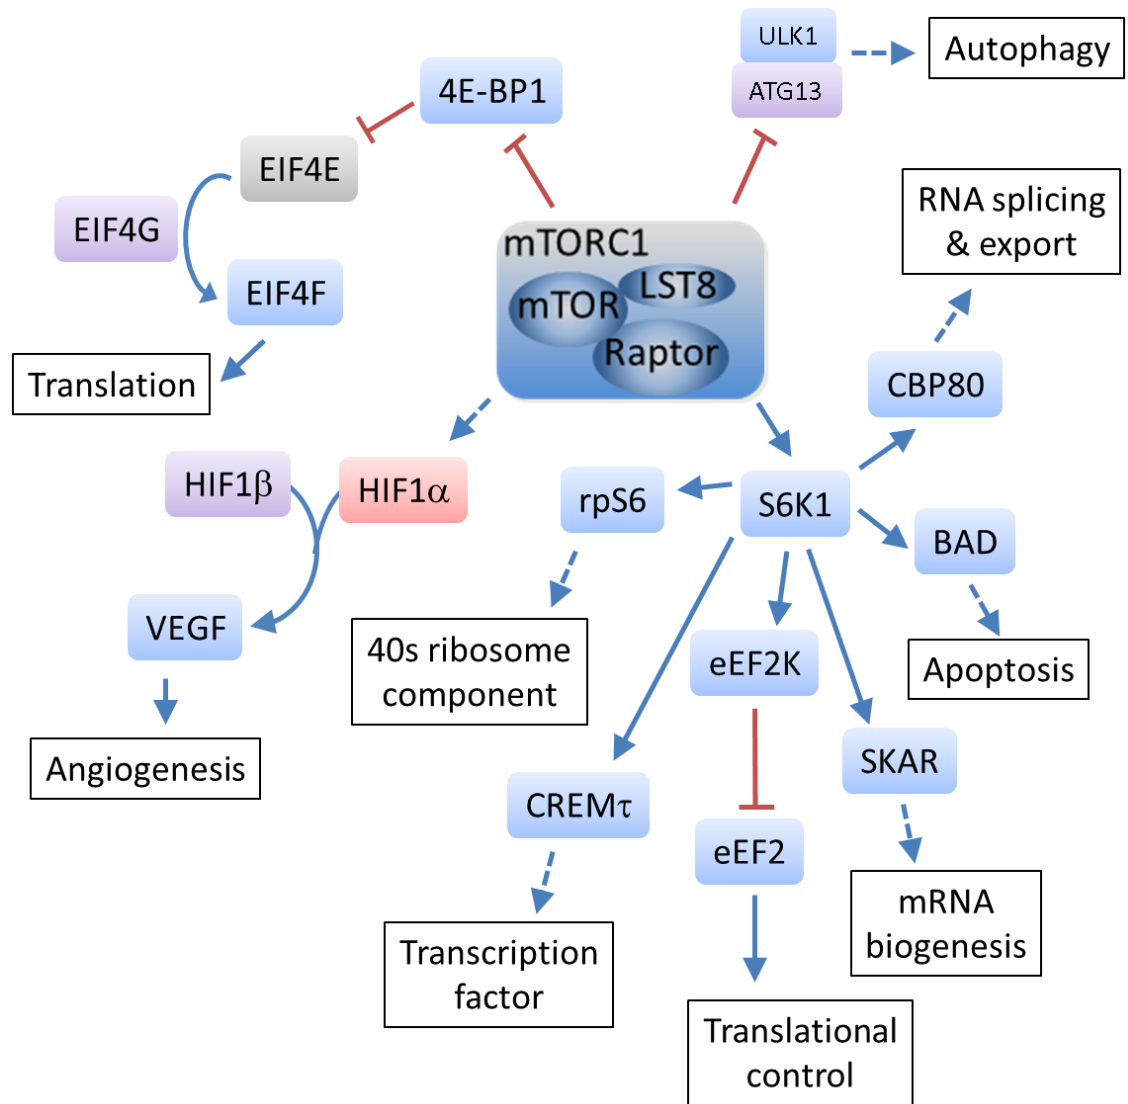 ULK1
Autophagy
4E-BP1
ATG13
EIF4E
RNA splicing
& export
EIF4G
mTORC1
LST8
EIF4F
mTOR
Raptor
Translation
CBP80
HIF1β
HIF1α
rpS6
S6K1
BAD
VEGF
40s ribosome
component
eEF2K
Apoptosis
Angiogenesis
SKAR
CREMτ
eEF2
mRNA
biogenesis
Transcription
factor
Translational
control